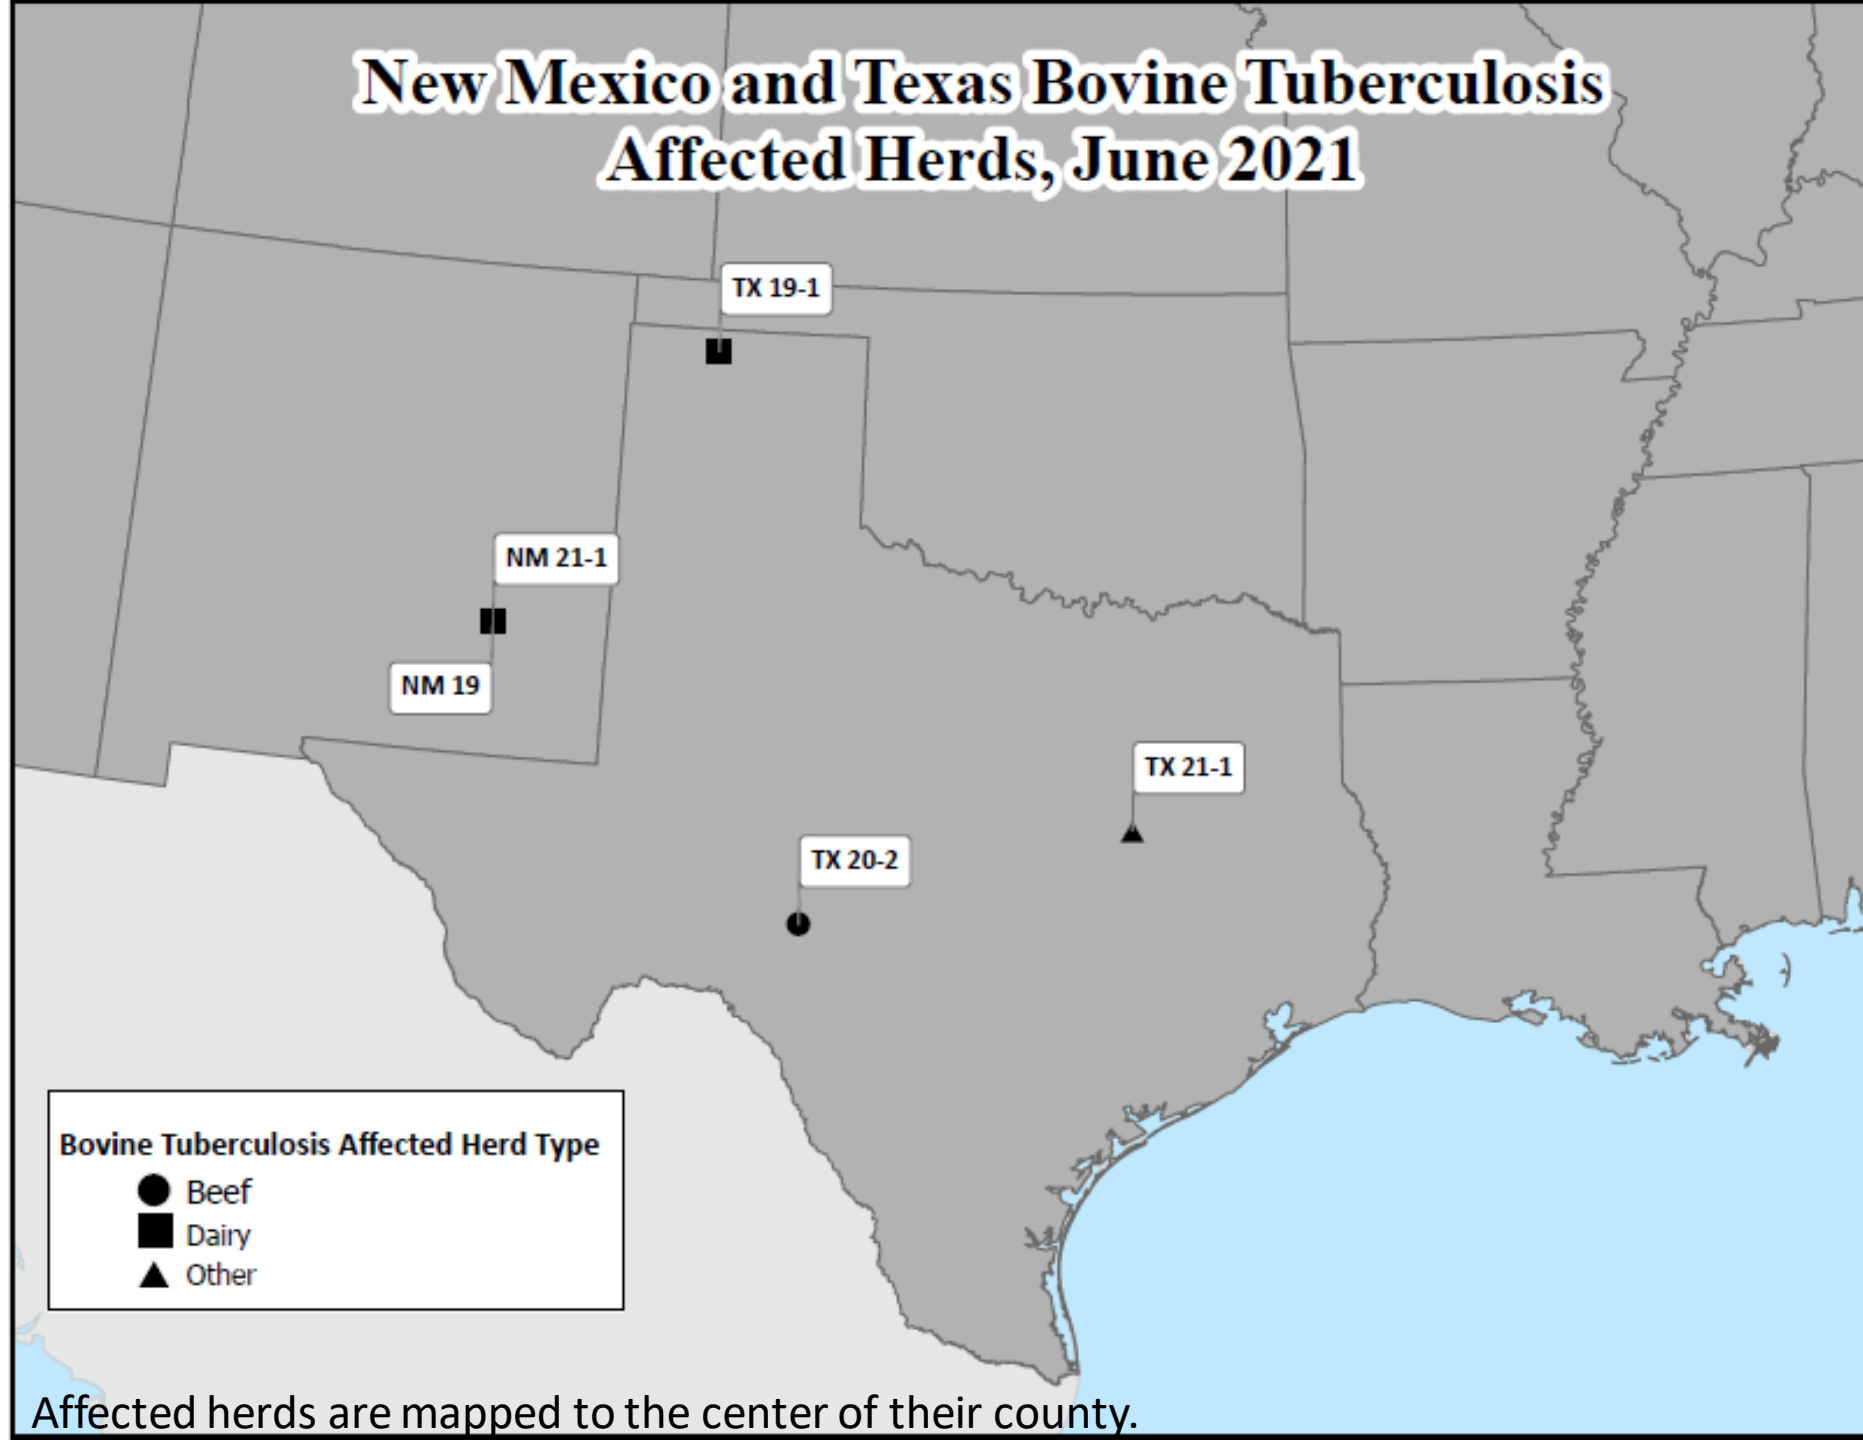 New Mexico and Texas Bovine Tuberculosis
Affected Herds, June 2021
TX 19-1
NM 21-1
NM 19
TX 21-1
TX 20-2
Bovine Tuberculosis Affected Herd Type
Beef
Dairy
Other
Affected herds are mapped to the center of their county.